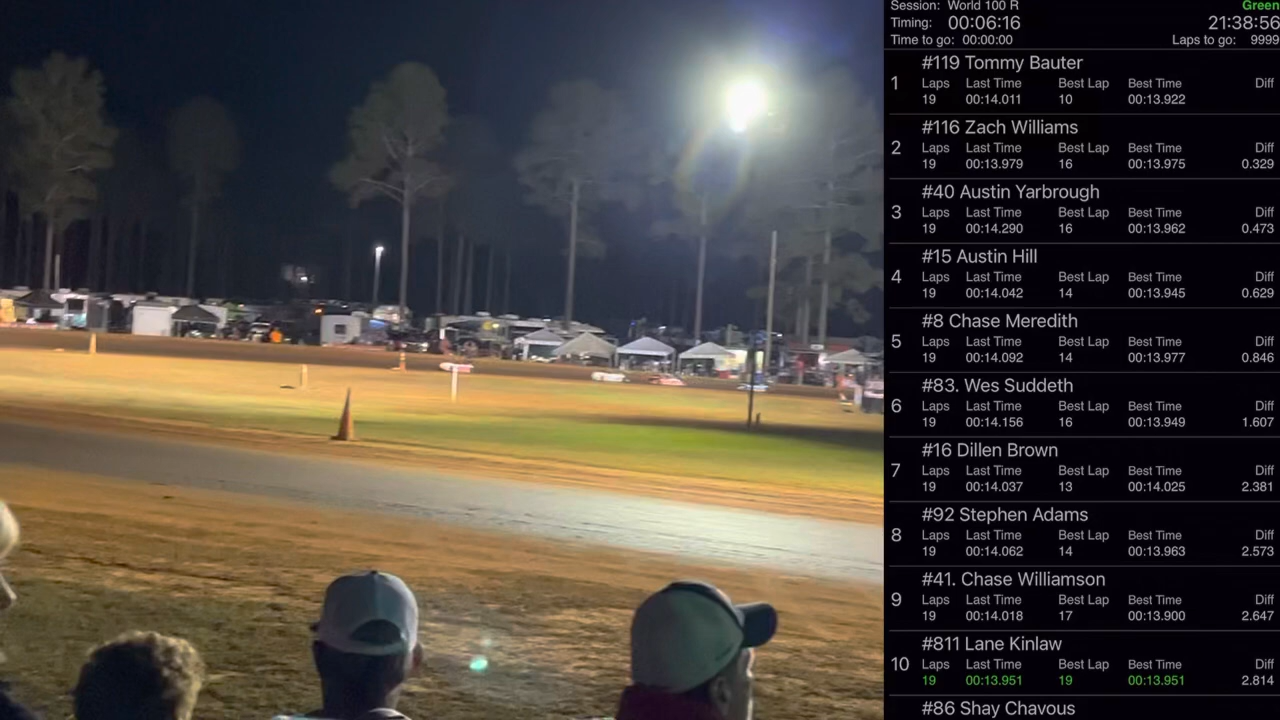 Session: World 100 R Green
Timing: 00:06:16 21:38:56
Time to go: 00:00:00 Laps to go: 9999
#119 Tommy Bauter
1 Laps Last Time Best Lap Best Time Diff
19 00:14.011 10 00:13.922
#116 Zach Williams
2 Laps Last Time Best Lap Best Time Diff
19 00:13.979 16 00:13.975 0.329
#40 Austin Yarbrough
3 Laps Last Time Best Lap Best Time Diff
19 00:14.290 16 00:13.962 0.473
#15 Austin Hill
4 Laps Last Time Best Lap Best Time Diff
19 00:14.042 14 00:13.945 0.629
#8 Chase Meredith
5 Laps Last Time Best Lap Best Time Diff
19 00:14.092 14 00:13.977 0.846
#83. Wes Suddeth
6 Laps Last Time Best Lap Best Time Diff
19 00:14.156 16 00:13.949 1.607
#16 Dillen Brown
7 Laps Last Time Best Lap Best Time Diff
19 00:14.037 13 00:14.025 2.381
#92 Stephen Adams
8 Laps Last Time Best Lap Best Time Diff
19 00:14.062 14 00:13.963 2.573
#41. Chase Williamson
9 Laps Last Time Best Lap Best Time Diff
19 00:14.018 17 00:13.900 2.647
#811 Lane Kinlaw
10 Laps Last Time Best Lap Best Time Diff
19 00:13.951 19 00:13.951 2.814
#86 Shay Chavous